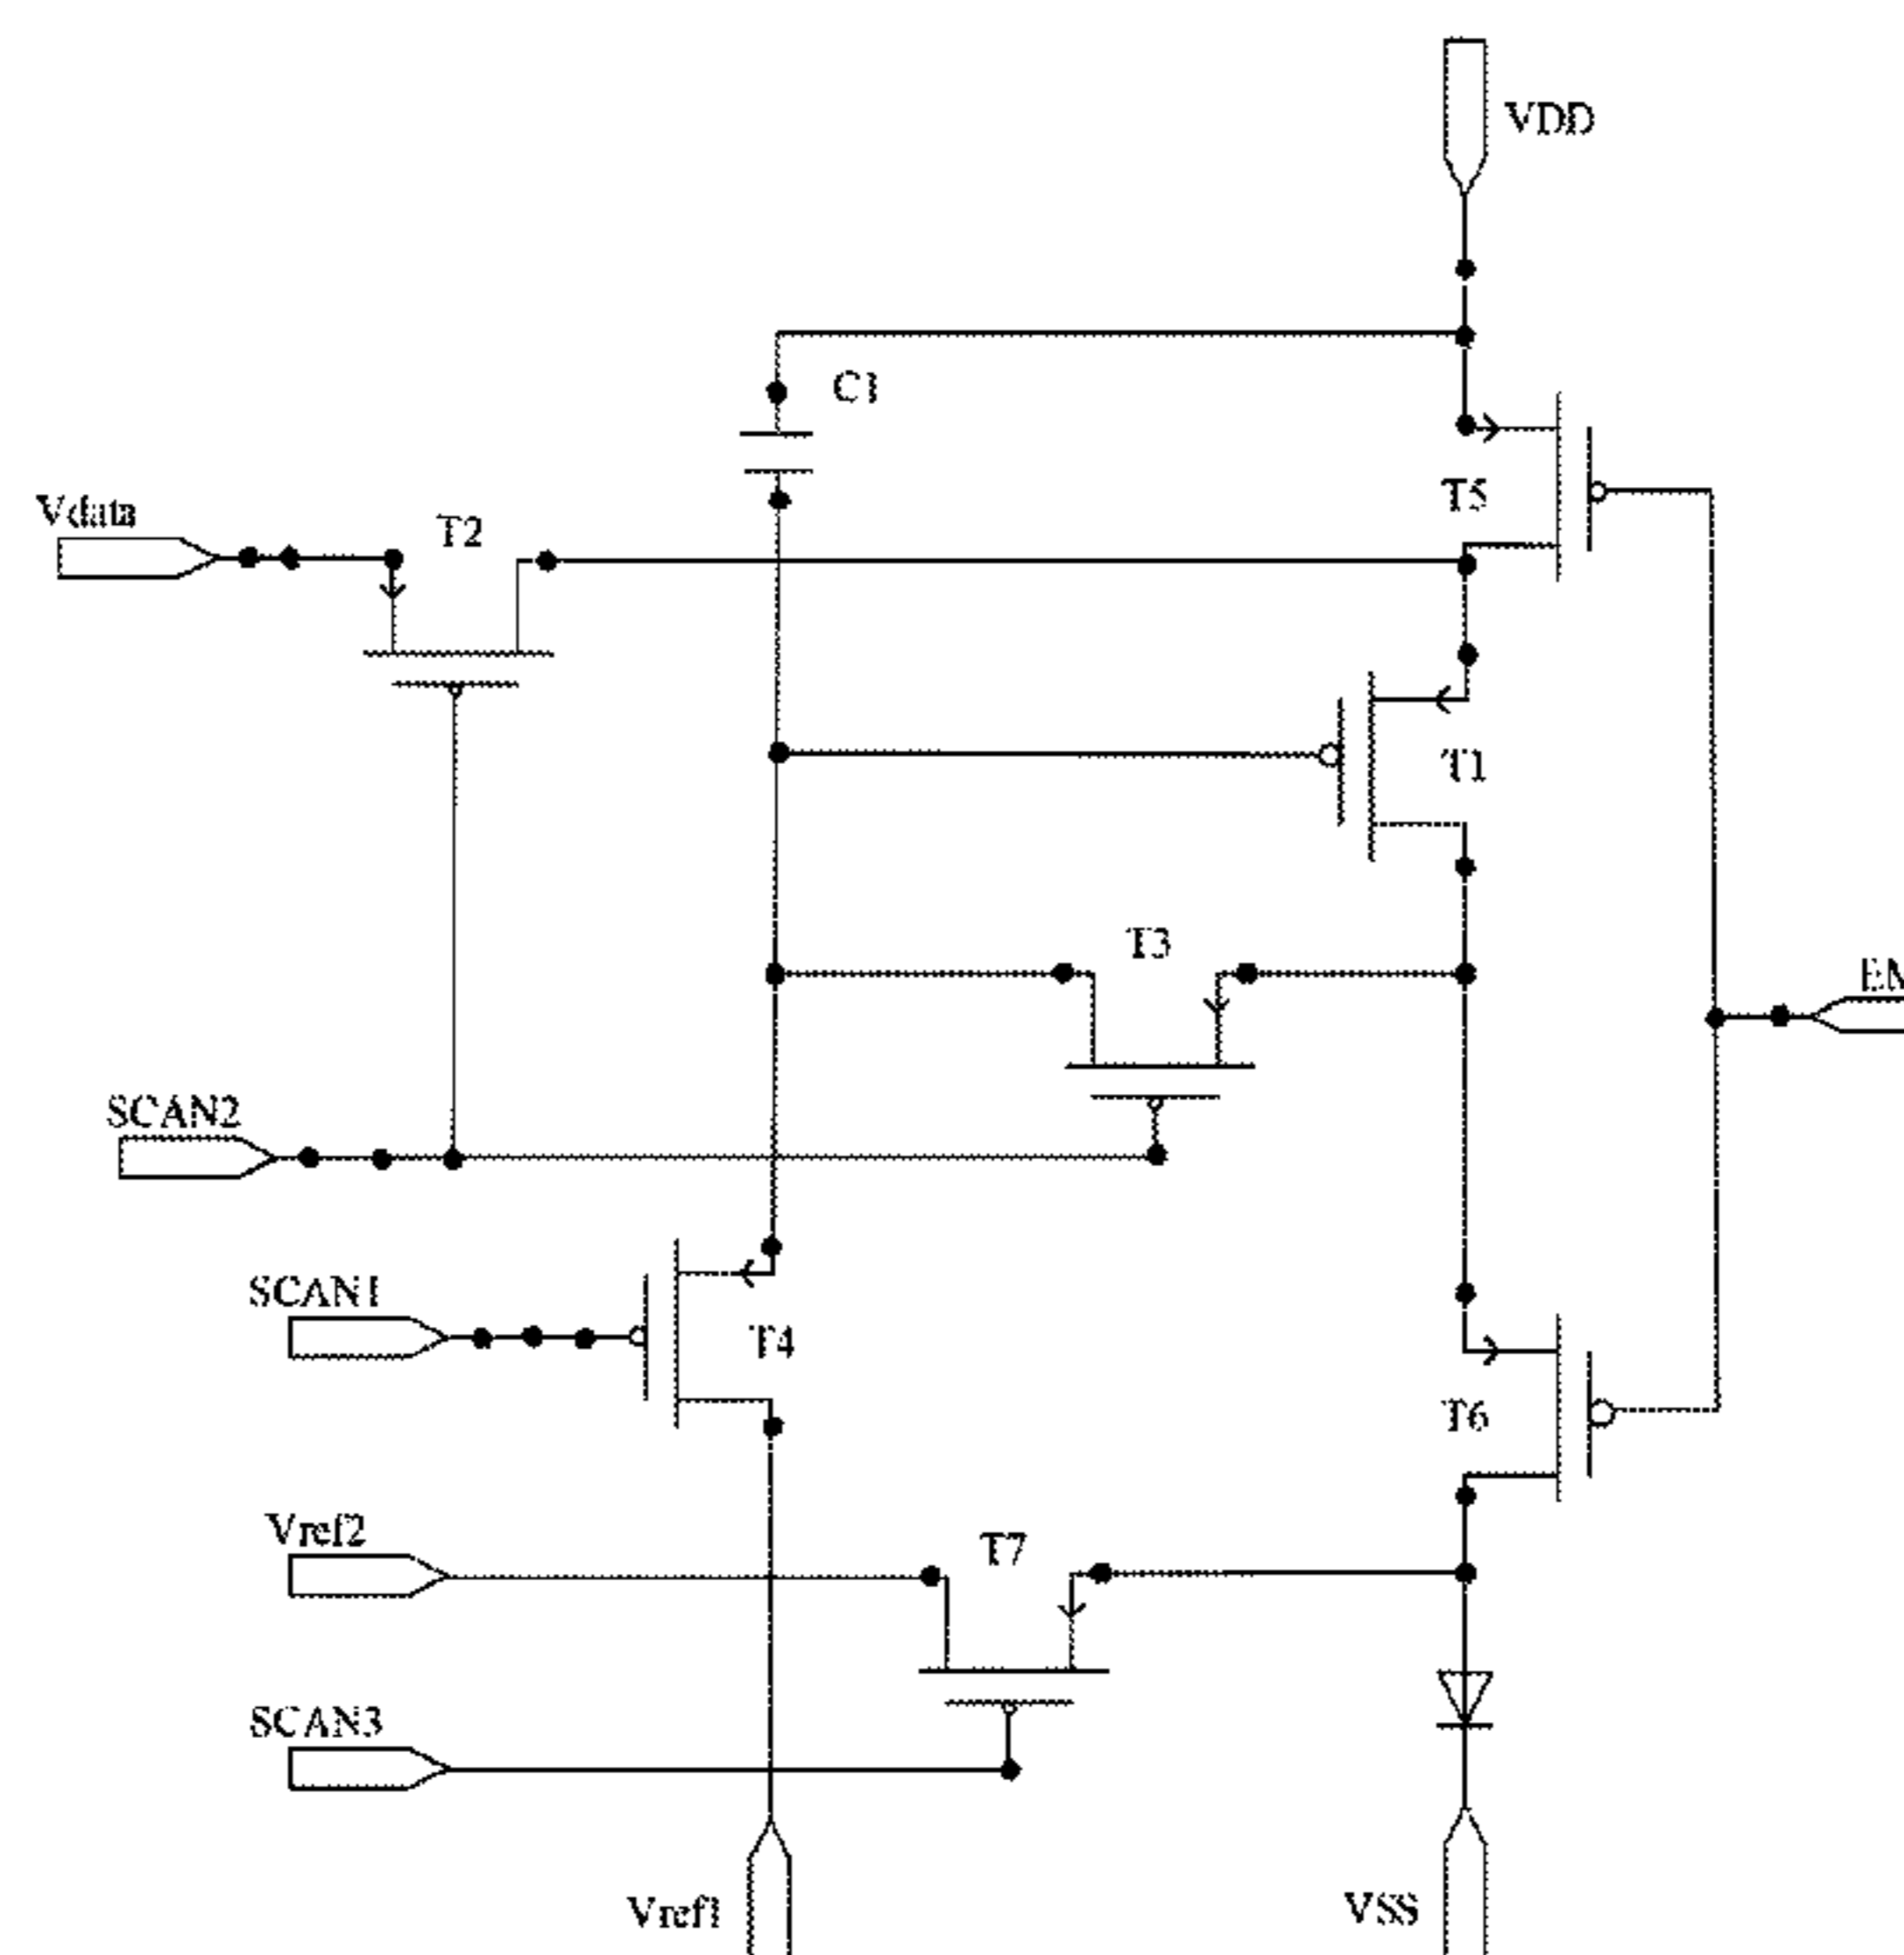 VDD
C1
T5
Vdata
T2
T1
T3
EM
SCAN2
SCAN1
T4
T6
Vref2
T7
SCAN3
Vref1
VSS